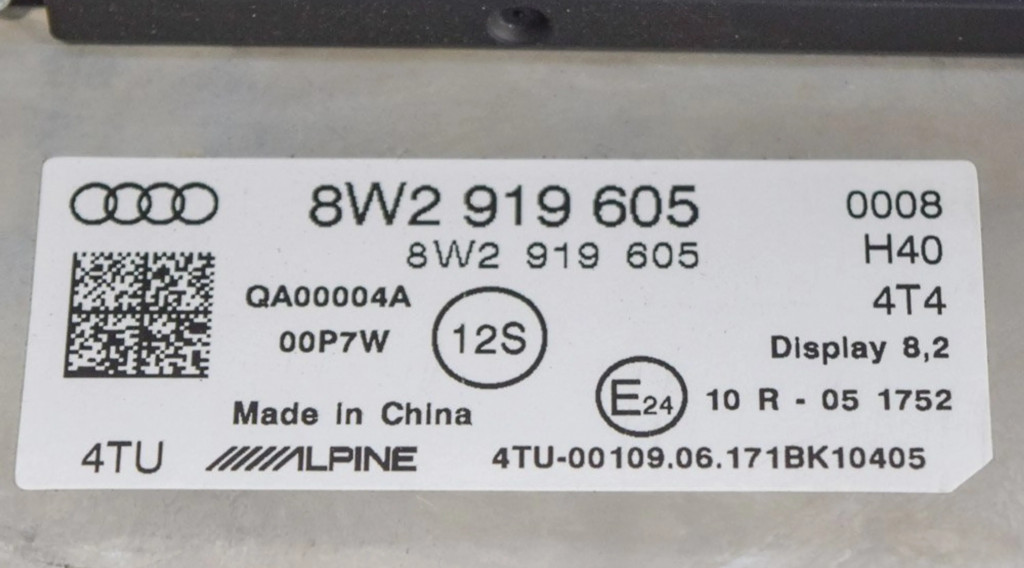 8W2 919 605 0008
8W2 919 605 H40
QA00004A 4T4
00P7W 12S Display 8,2
Made in China E24 10 R - 05 1752
4TU ALPINE 4TU-00109.06.171BK10405